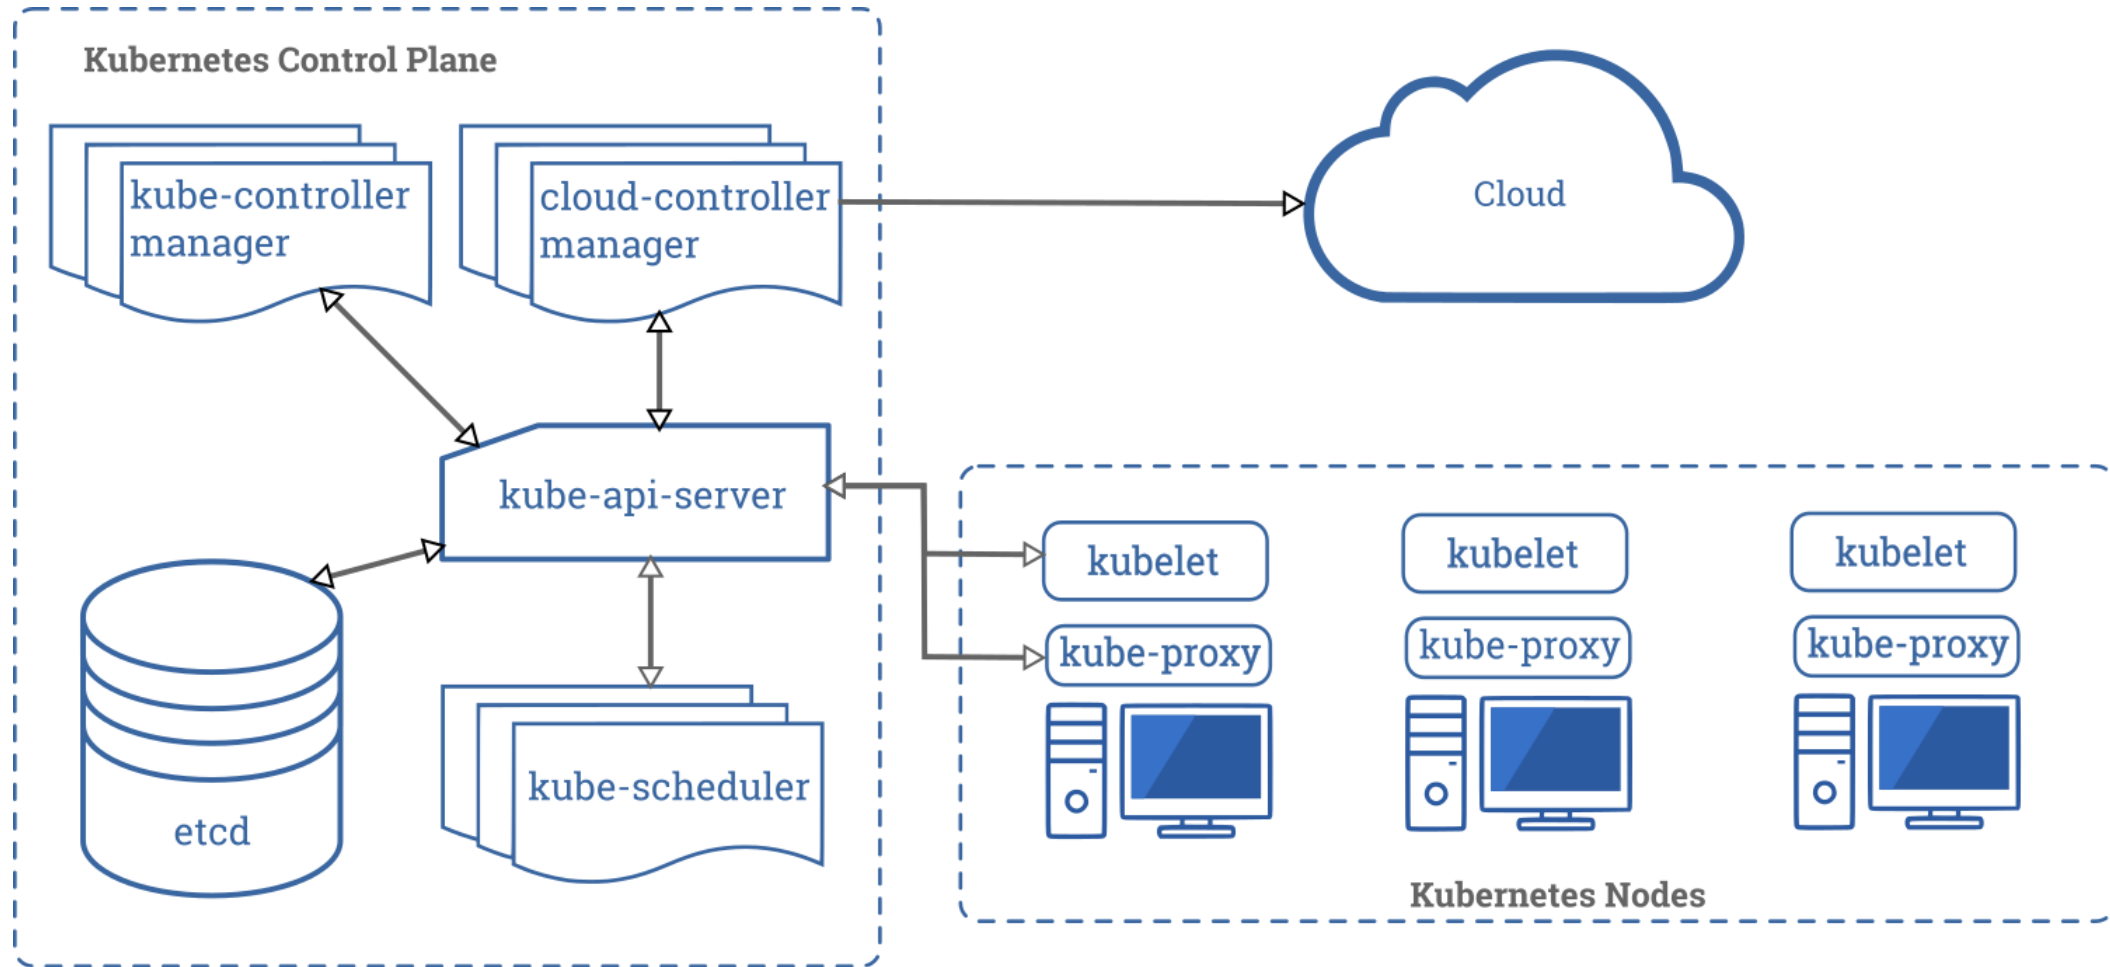 Kubernetes Control Plane
kube-controller
manager
cloud-controller
manager
Cloud
kube-api-server
kubelet
kubelet
kubelet
kube-proxy
kube-proxy
kube-proxy
kube-scheduler
etcd
Kubernetes Nodes